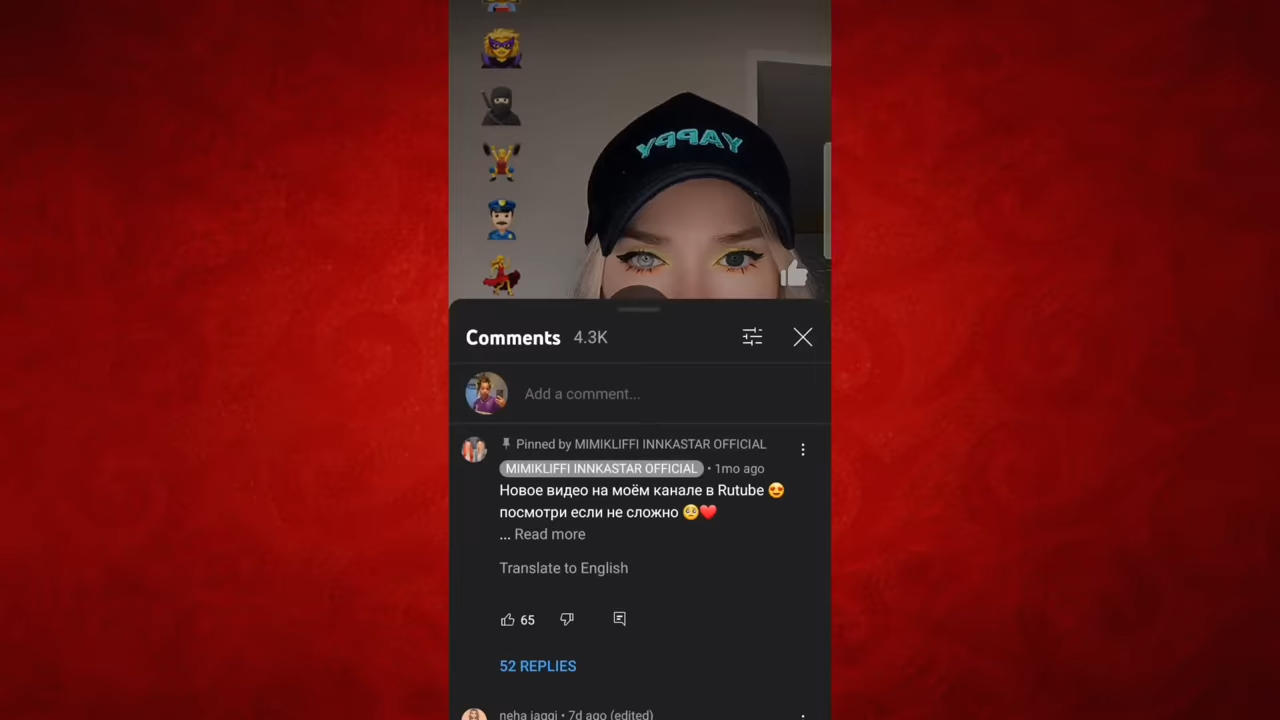 YAPPY
Comments 4.3K
Add a comment...
Pinned by MIMIKLIFFI INNKASTAR OFFICIAL
MIMIKLIFFI INNKASTAR OFFICIAL • 1mo ago
Новое видео на моём канале в Rutube 😍
посмотри если не сложно 🥺❤️
... Read more
Translate to English
65
52 REPLIES
neha jaggi • 7d ago (edited)